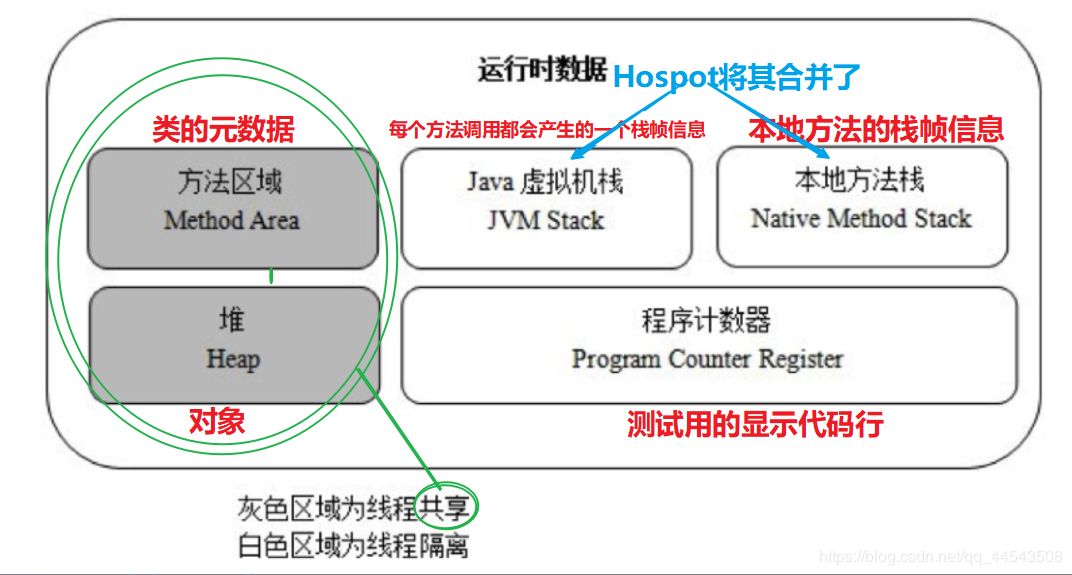 运行时数据
Hospot将其合并了
类的元数据
每个方法调用都会产生的一个栈帧信息
本地方法的栈帧信息
方法区域
Method Area
Java 虚拟机栈
JVM Stack
本地方法栈
Native Method Stack
堆
Heap
程序计数器
Program Counter Register
对象
测试用的显示代码行
灰色区域为线程共享
白色区域为线程隔离
https://blog.csdn.net/qq_44543508